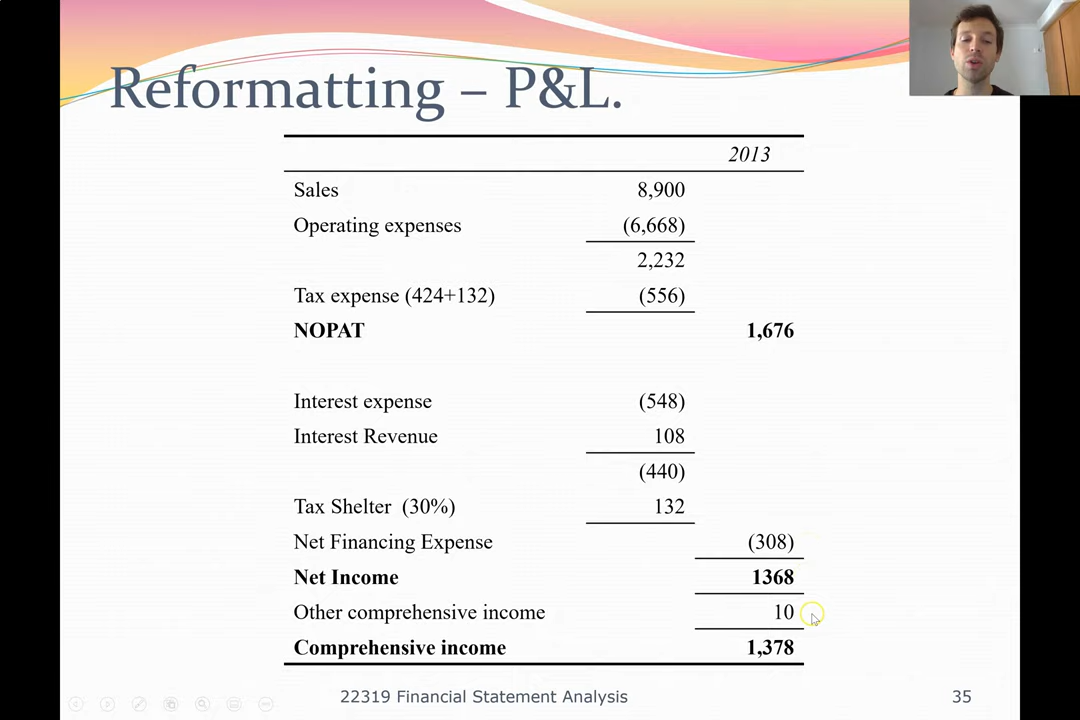 Reformatting – P&L.
2013
Sales 8,900
Operating expenses (6,668)
2,232
Tax expense (424+132) (556)
NOPAT 1,676
Interest expense (548)
Interest Revenue 108
(440)
Tax Shelter (30%) 132
Net Financing Expense (308)
Net Income 1368
Other comprehensive income 10
Comprehensive income 1,378
22319 Financial Statement Analysis 35